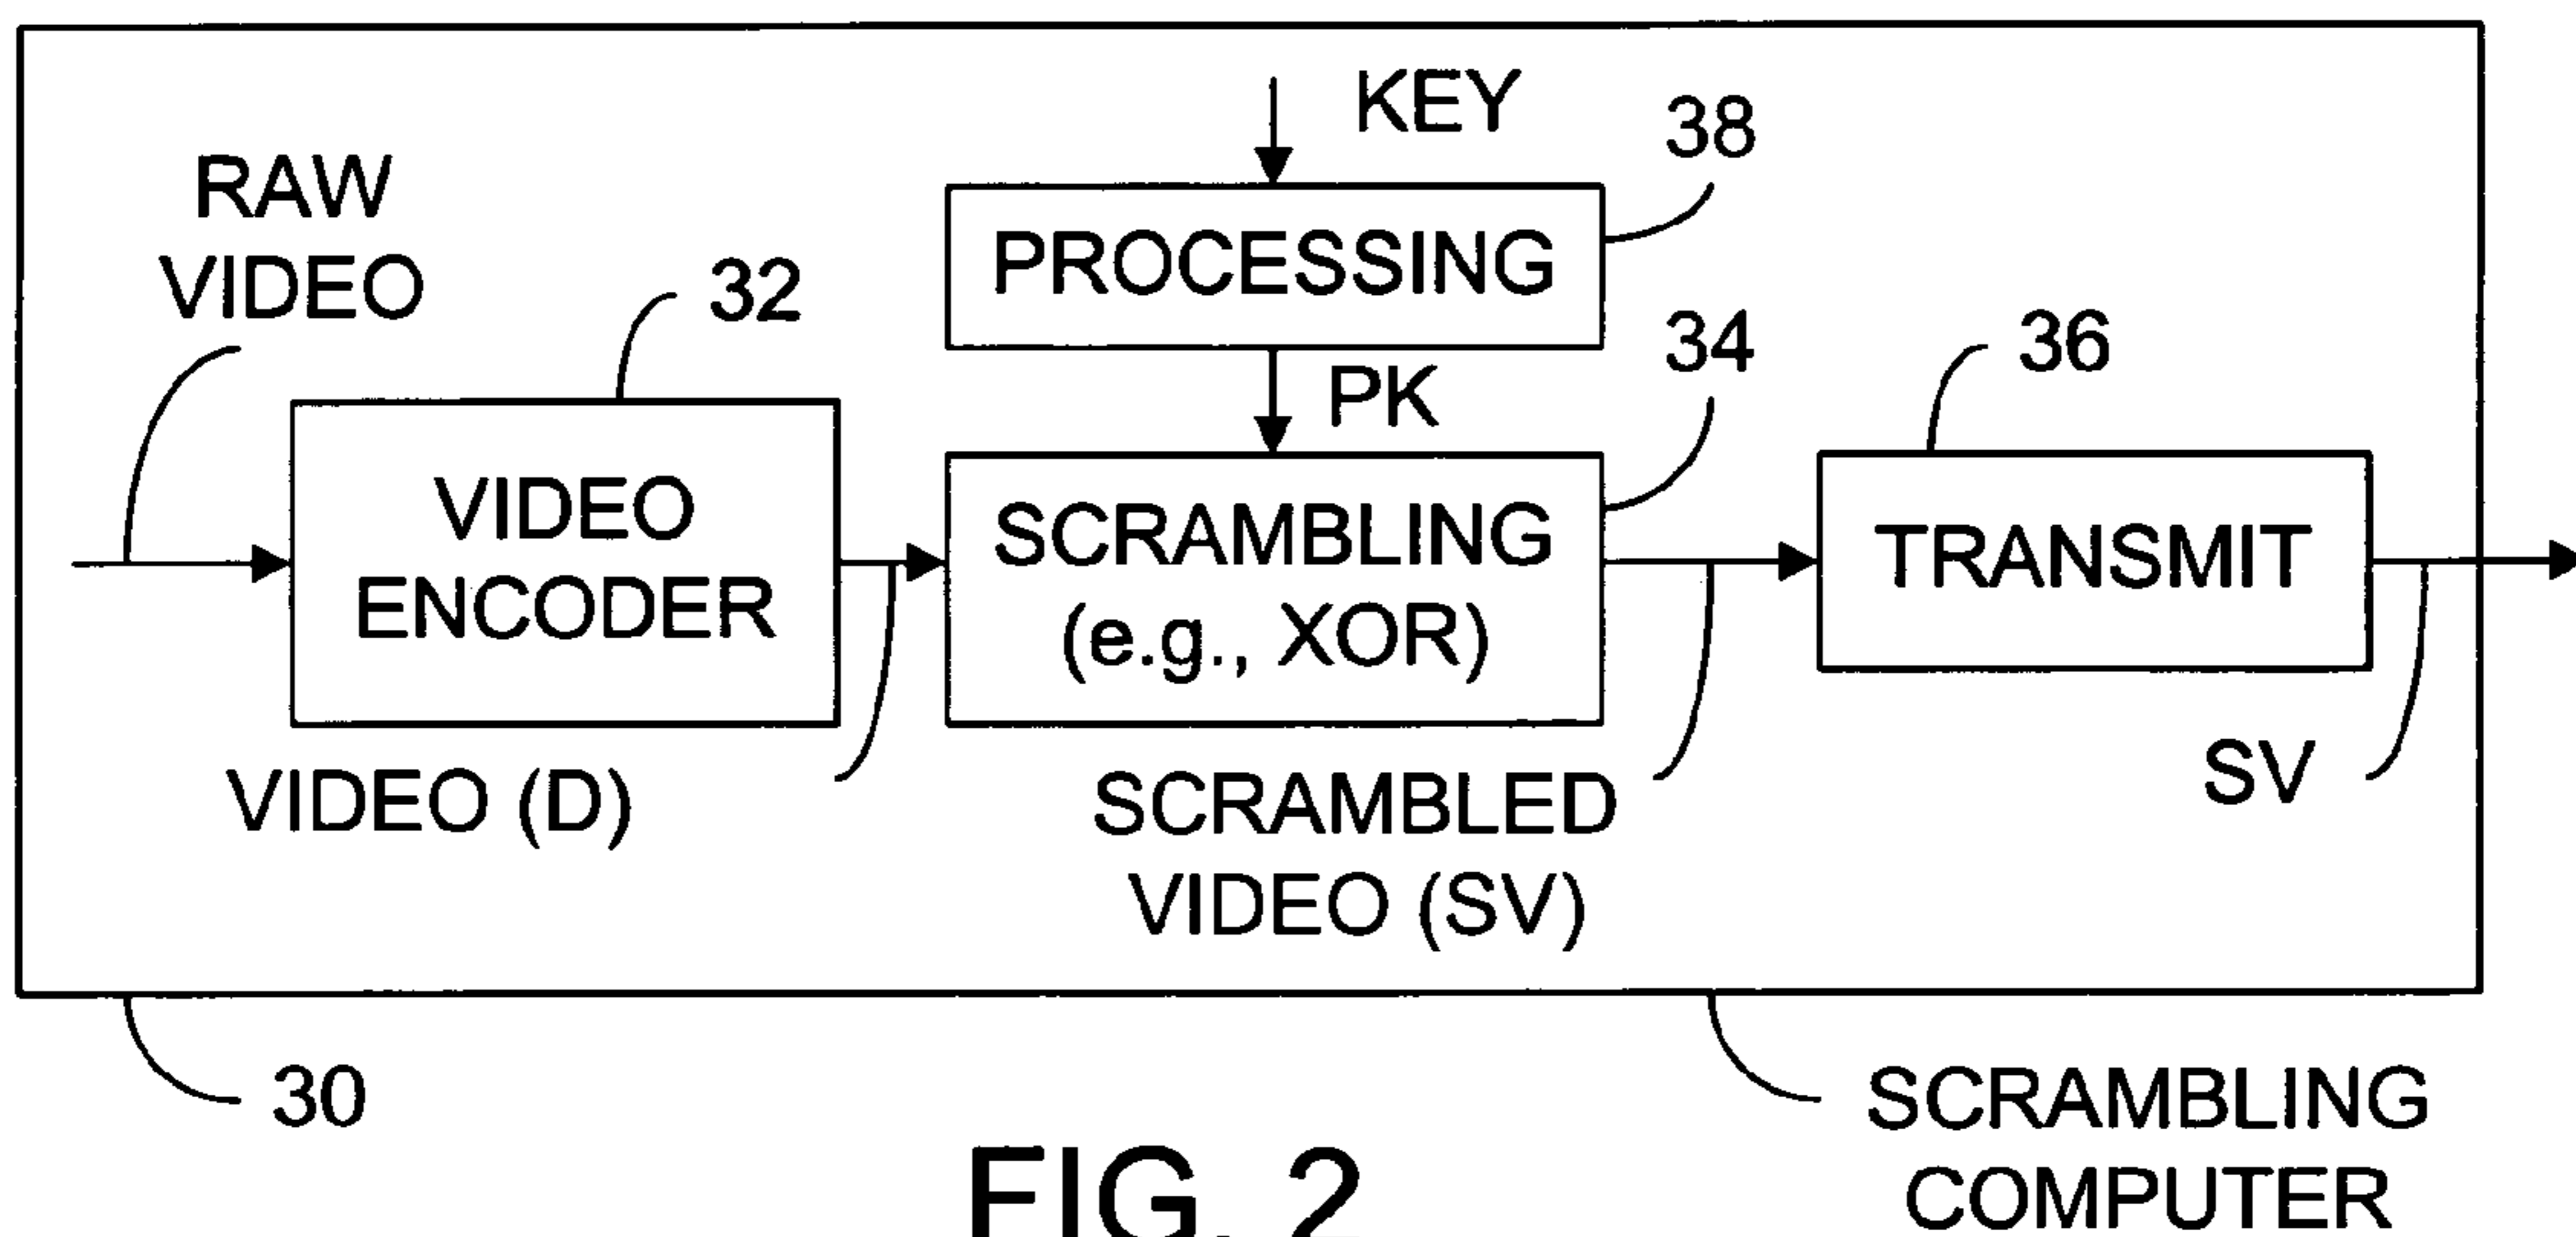 KEY
38
RAW
VIDEO
PROCESSING
32
34
36
PK
VIDEO
ENCODER
SCRAMBLING
(e.g., XOR)
TRANSMIT
VIDEO (D)
SCRAMBLED
VIDEO (SV)
SV
30
SCRAMBLING
COMPUTER
FIG. 2